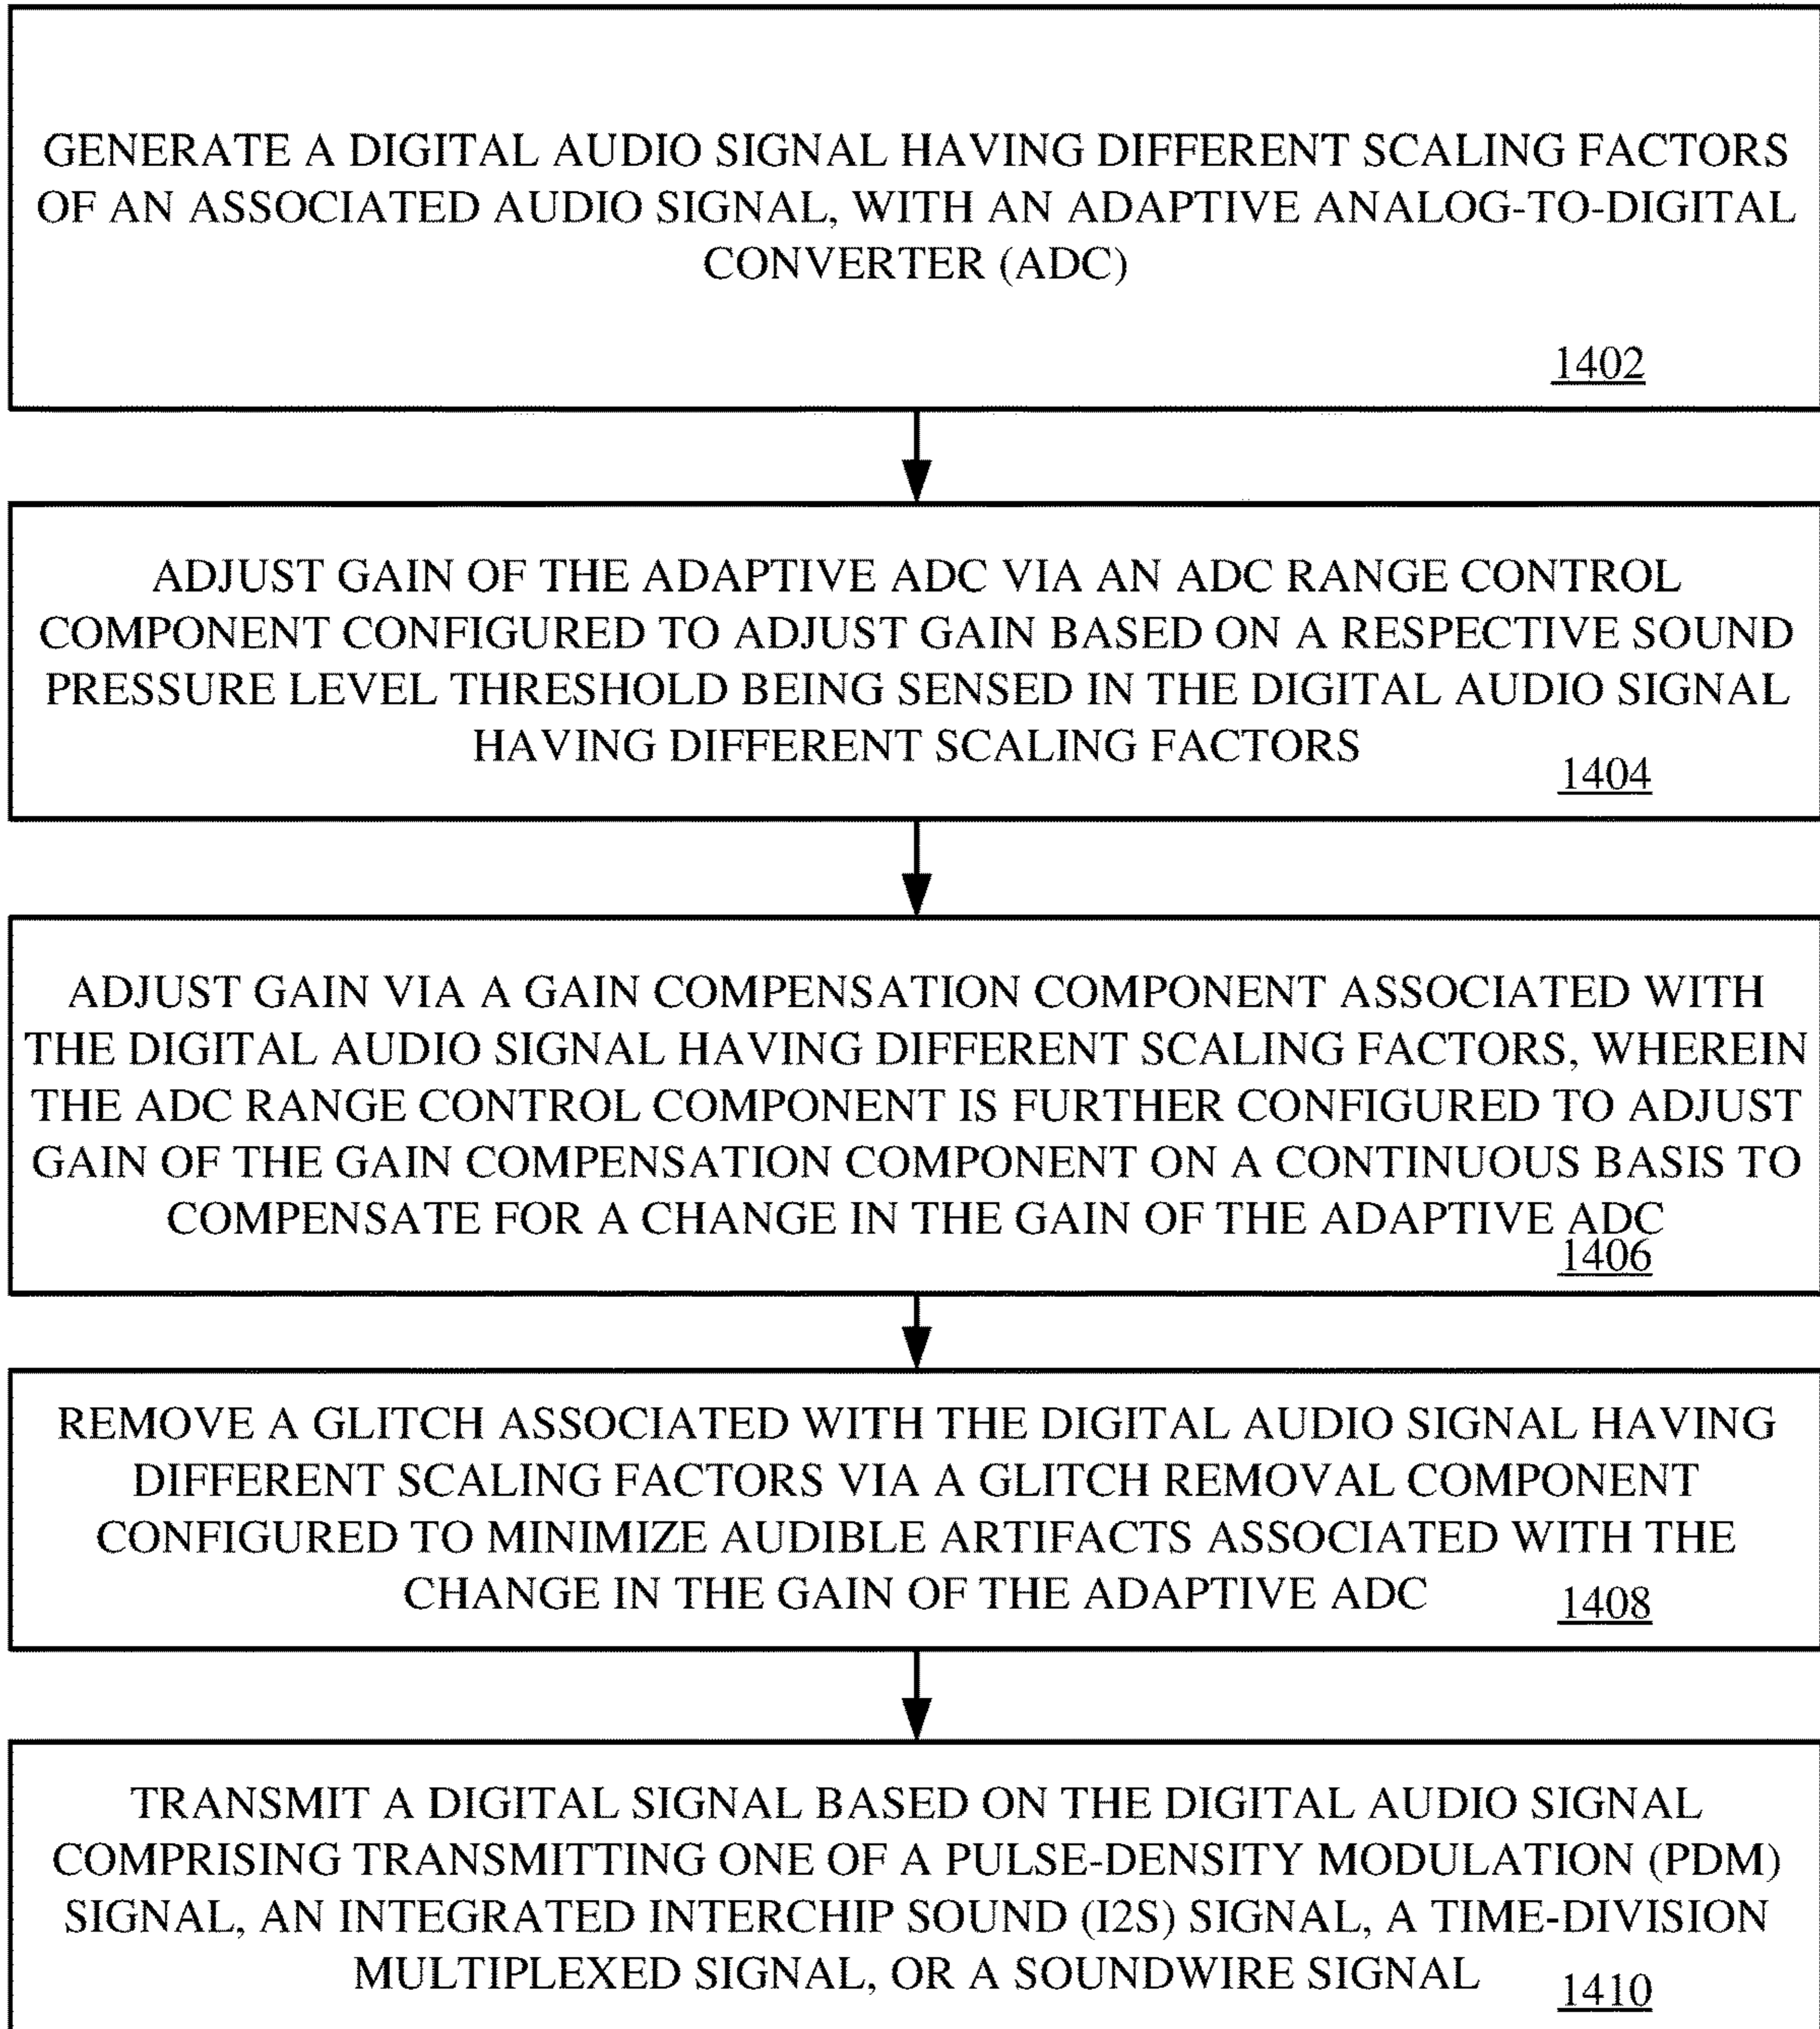 GENERATE A DIGITAL AUDIO SIGNAL HAVING DIFFERENT SCALING FACTORS
OF AN ASSOCIATED AUDIO SIGNAL, WITH AN ADAPTIVE ANALOG-TO-DIGITAL
CONVERTER (ADC)
1402
ADJUST GAIN OF THE ADAPTIVE ADC VIA AN ADC RANGE CONTROL
COMPONENT CONFIGURED TO ADJUST GAIN BASED ON A RESPECTIVE SOUND
PRESSURE LEVEL THRESHOLD BEING SENSED IN THE DIGITAL AUDIO SIGNAL
HAVING DIFFERENT SCALING FACTORS
1404
ADJUST GAIN VIA A GAIN COMPENSATION COMPONENT ASSOCIATED WITH
THE DIGITAL AUDIO SIGNAL HAVING DIFFERENT SCALING FACTORS, WHEREIN
THE ADC RANGE CONTROL COMPONENT IS FURTHER CONFIGURED TO ADJUST
GAIN OF THE GAIN COMPENSATION COMPONENT ON A CONTINUOUS BASIS TO
COMPENSATE FOR A CHANGE IN THE GAIN OF THE ADAPTIVE ADC
1406
REMOVE A GLITCH ASSOCIATED WITH THE DIGITAL AUDIO SIGNAL HAVING
DIFFERENT SCALING FACTORS VIA A GLITCH REMOVAL COMPONENT
CONFIGURED TO MINIMIZE AUDIBLE ARTIFACTS ASSOCIATED WITH THE
CHANGE IN THE GAIN OF THE ADAPTIVE ADC
1408
TRANSMIT A DIGITAL SIGNAL BASED ON THE DIGITAL AUDIO SIGNAL
COMPRISING TRANSMITTING ONE OF A PULSE-DENSITY MODULATION (PDM)
SIGNAL, AN INTEGRATED INTERCHIP SOUND (I2S) SIGNAL, A TIME-DIVISION
MULTIPLEXED SIGNAL, OR A SOUNDWIRE SIGNAL
1410